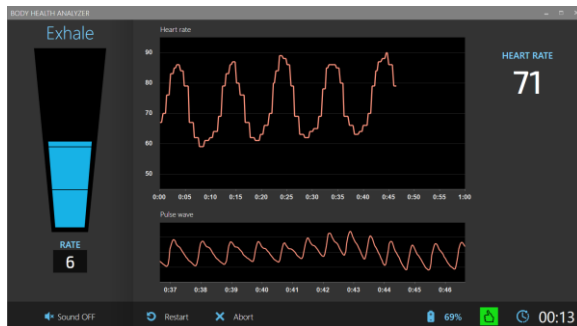 BODY HEALTH ANALYZER
Exhale
RATE
6
Heart rate
90
80
70
60
50
0:00 0:05 0:10 0:15 0:20 0:25 0:30 0:35 0:40 0:45 0:50 0:55 1:00
Pulse wave
0:37 0:38 0:39 0:40 0:41 0:42 0:43 0:44 0:45 0:46
HEART RATE
71
Sound OFF Restart Abort 69% 00:13